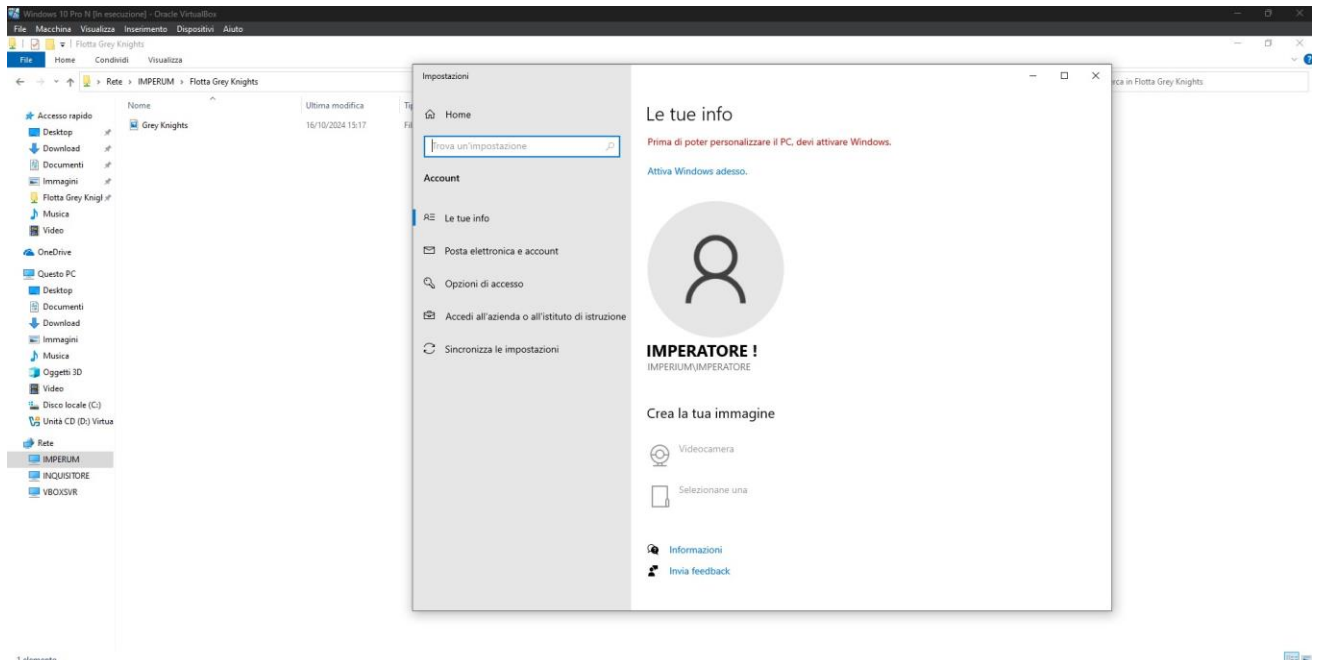 Windows 10 Pro N [In esecuzione] - Oracle VirtualBox
File Macchina Visualizza Inserimento Dispositivi Aiuto
Flotta Grey Knights
File Home Condividi Visualizza
Rete > IMPERUM > Flotta Grey Knights
rca in Flotta Grey Knights
Nome Ultima modifica
Grey Knights 16/10/2024 15:17
Accesso rapido
Desktop
Download
Documenti
Immagini
Flotta Grey Knigl
Musica
Video
OneDrive
Questo PC
Desktop
Documenti
Download
Immagini
Musica
Oggetti 3D
Video
Disco locale (C:)
Unità CD (D:) Virtua
Rete
IMPERUM
INQUISITORE
VBOXSVR
1 elemento
Impostazioni
Home
Trova un'impostazione
Account
Le tue info
Posta elettronica e account
Opzioni di accesso
Accedi all'azienda o all'istituto di istruzione
Sincronizza le impostazioni
Le tue info
Prima di poter personalizzare il PC, devi attivare Windows.
Attiva Windows adesso.
IMPERATORE !
IMPERIUM\IMPERATORE
Crea la tua immagine
Videocamera
Selezionane una
Informazioni
Invia feedback